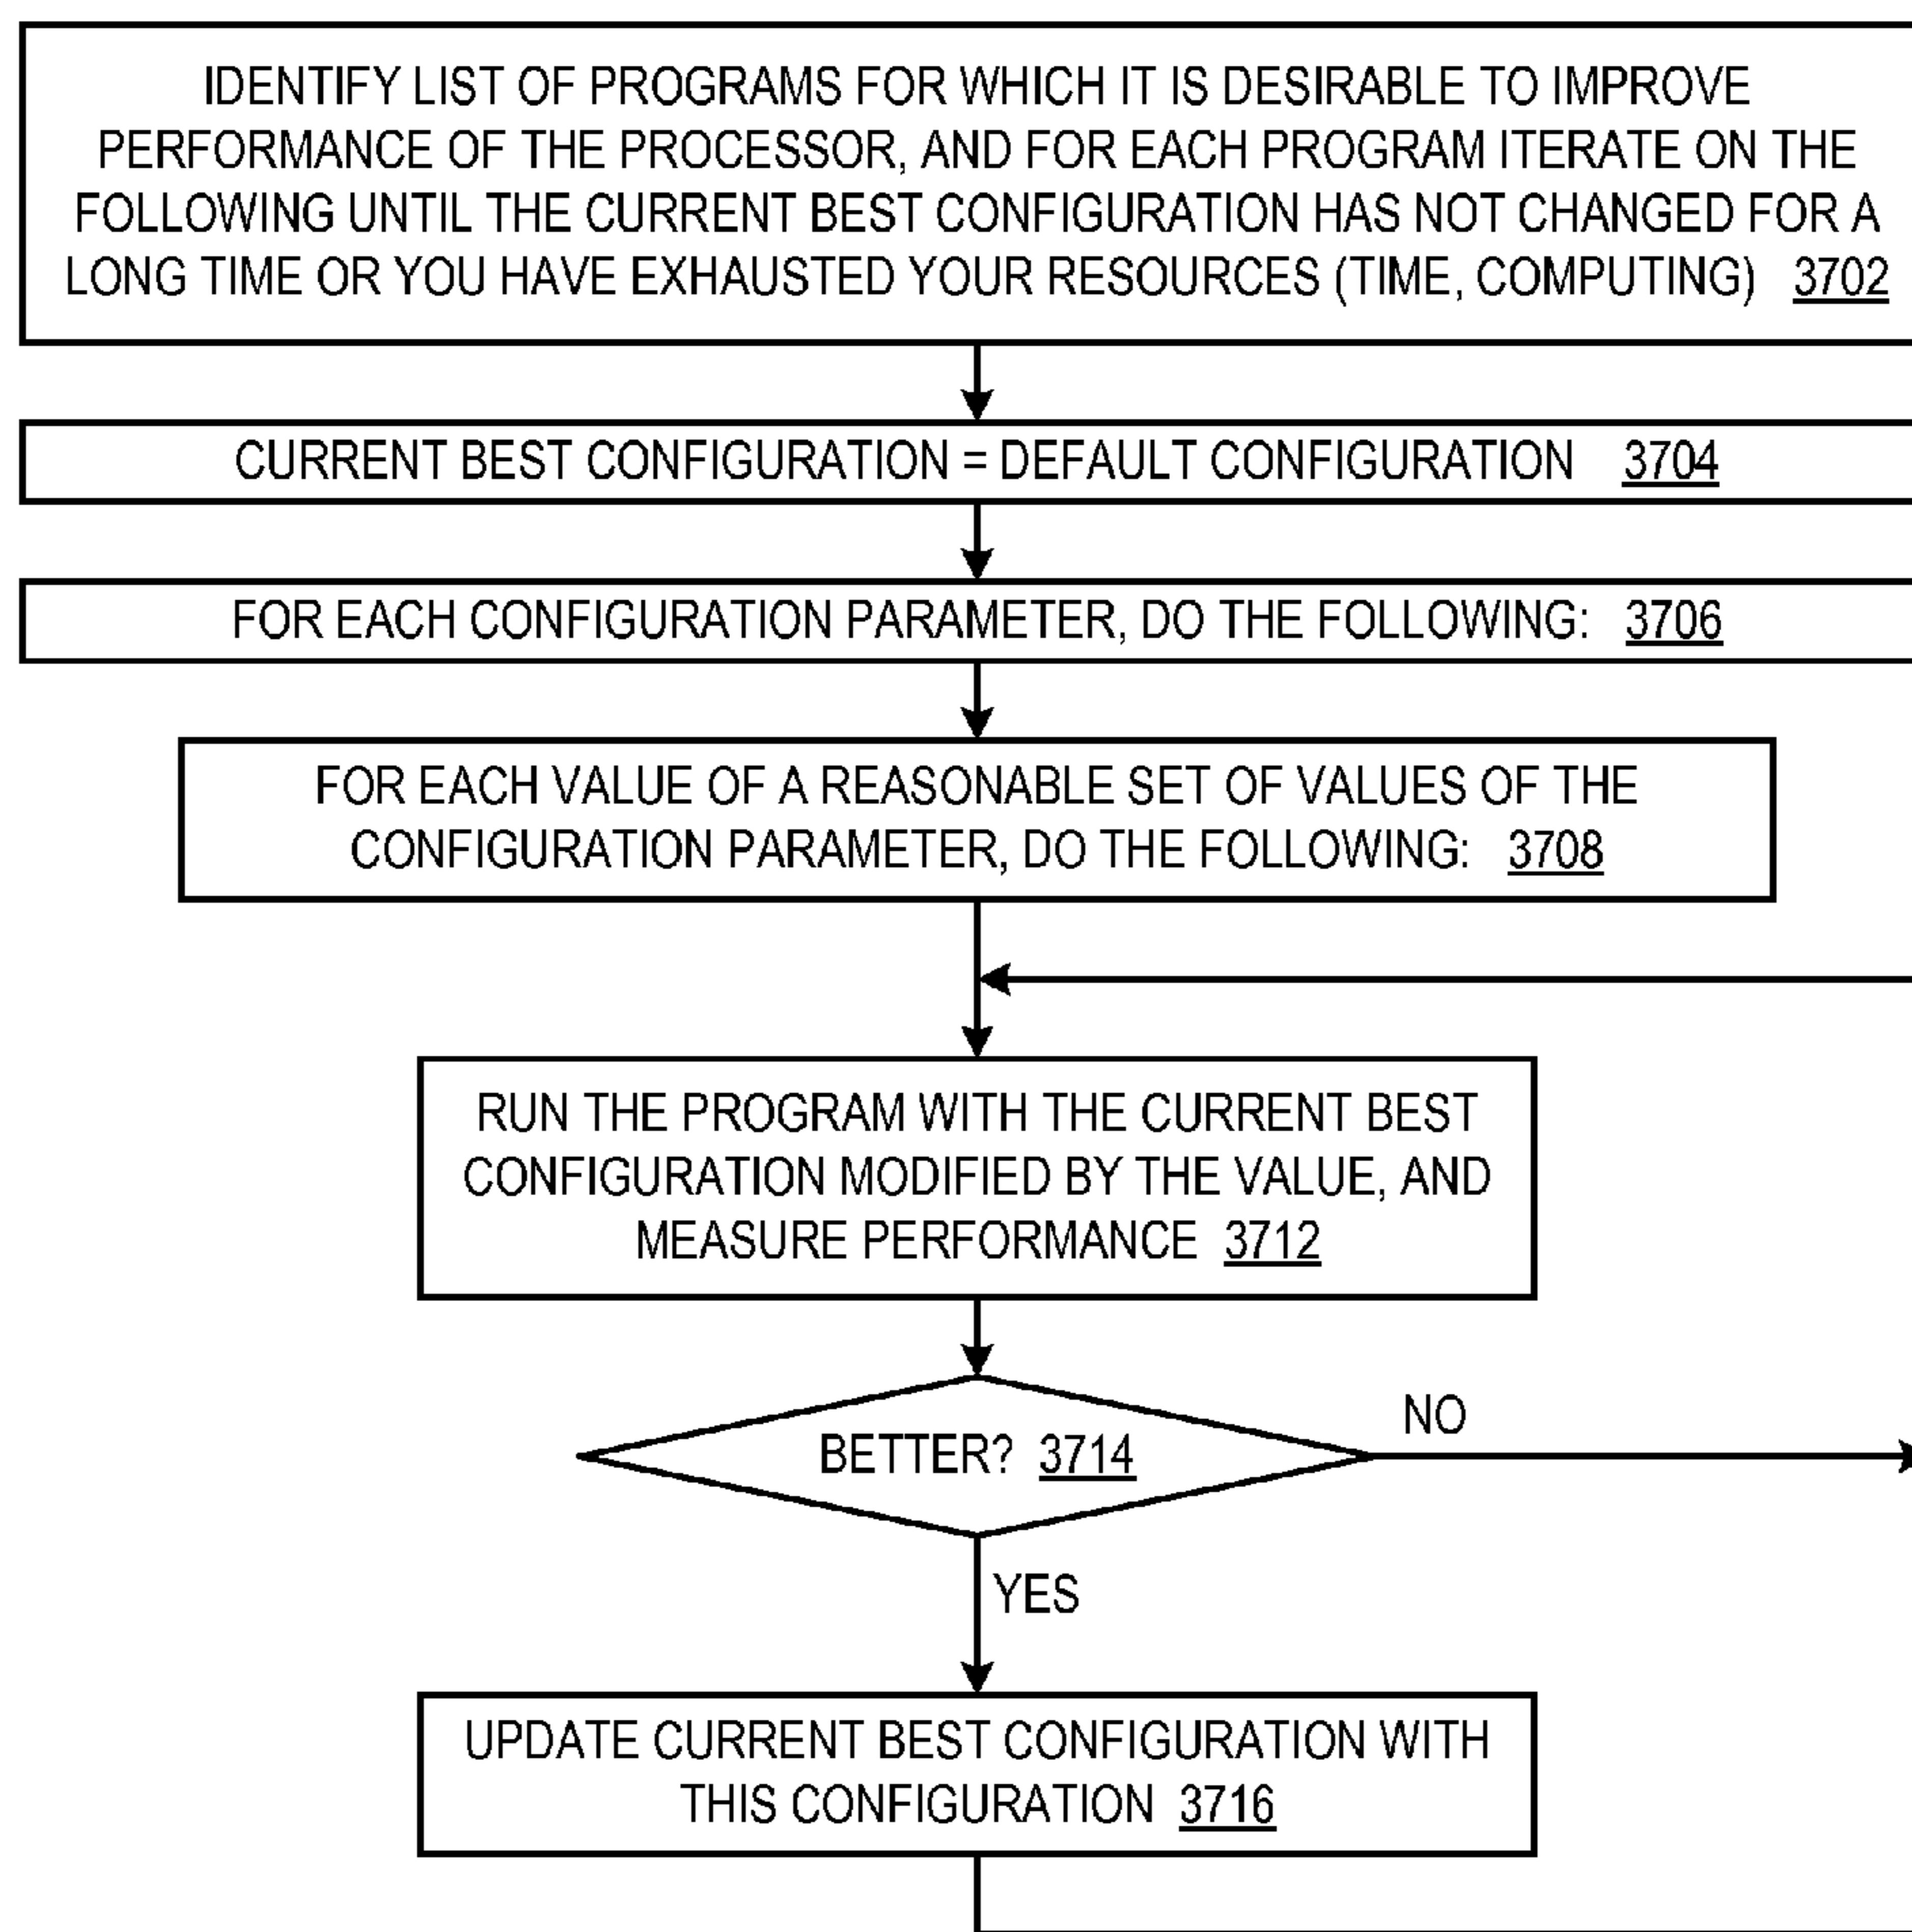 IDENTIFY LIST OF PROGRAMS FOR WHICH IT IS DESIRABLE TO IMPROVE
PERFORMANCE OF THE PROCESSOR, AND FOR EACH PROGRAM ITERATE ON THE
FOLLOWING UNTIL THE CURRENT BEST CONFIGURATION HAS NOT CHANGED FOR A
LONG TIME OR YOU HAVE EXHAUSTED YOUR RESOURCES (TIME, COMPUTING) 3702
CURRENT BEST CONFIGURATION = DEFAULT CONFIGURATION 3704
FOR EACH CONFIGURATION PARAMETER, DO THE FOLLOWING: 3706
FOR EACH VALUE OF A REASONABLE SET OF VALUES OF THE
CONFIGURATION PARAMETER, DO THE FOLLOWING: 3708
RUN THE PROGRAM WITH THE CURRENT BEST
CONFIGURATION MODIFIED BY THE VALUE, AND
MEASURE PERFORMANCE 3712
NO
BETTER? 3714
YES
UPDATE CURRENT BEST CONFIGURATION WITH
THIS CONFIGURATION 3716